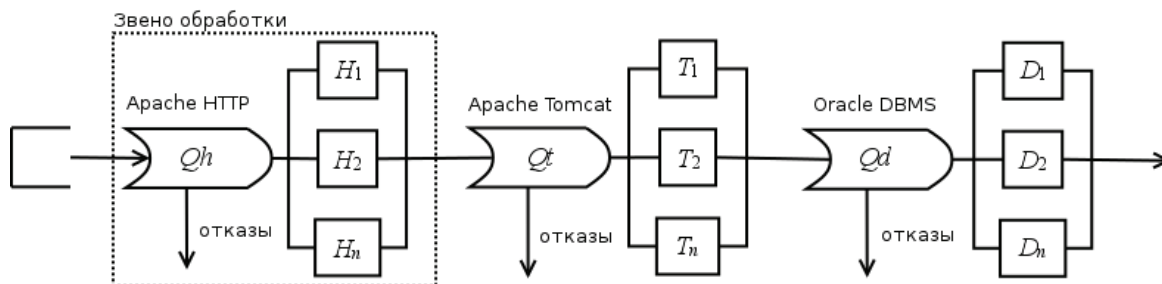 Звено обработки
Apache HTTP
Apache Tomcat
Oracle DBMS
H1
T1
D1
Qh
H2
Qt
T2
Qd
D2
отказы
отказы
отказы
Hn
Tn
Dn